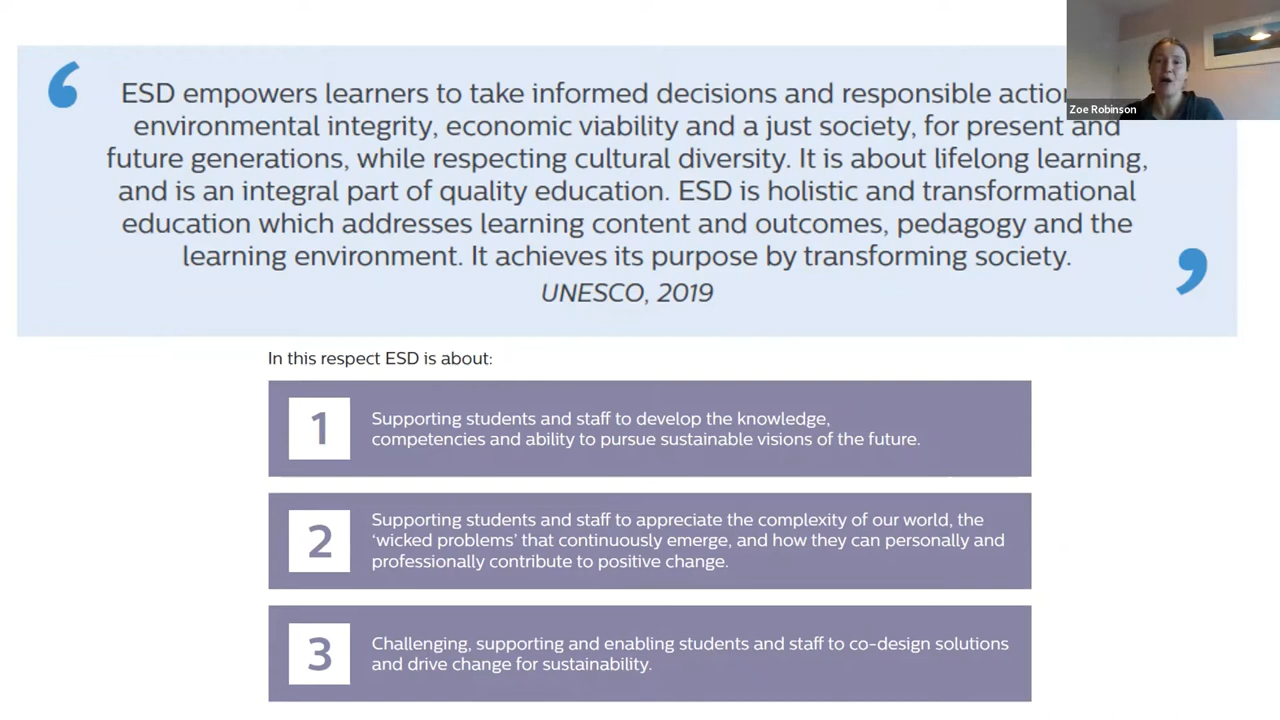 ‘
ESD empowers learners to take informed decisions and responsible action
environmental integrity, economic viability and a just society, for present and
future generations, while respecting cultural diversity. It is about lifelong learning,
and is an integral part of quality education. ESD is holistic and transformational
education which addresses learning content and outcomes, pedagogy and the
learning environment. It achieves its purpose by transforming society.
’
UNESCO, 2019
Zoe Robinson
In this respect ESD is about:
1
Supporting students and staff to develop the knowledge,
competencies and ability to pursue sustainable visions of the future.
2
Supporting students and staff to appreciate the complexity of our world, the
‘wicked problems’ that continuously emerge, and how they can personally and
professionally contribute to positive change.
3
Challenging, supporting and enabling students and staff to co-design solutions
and drive change for sustainability.